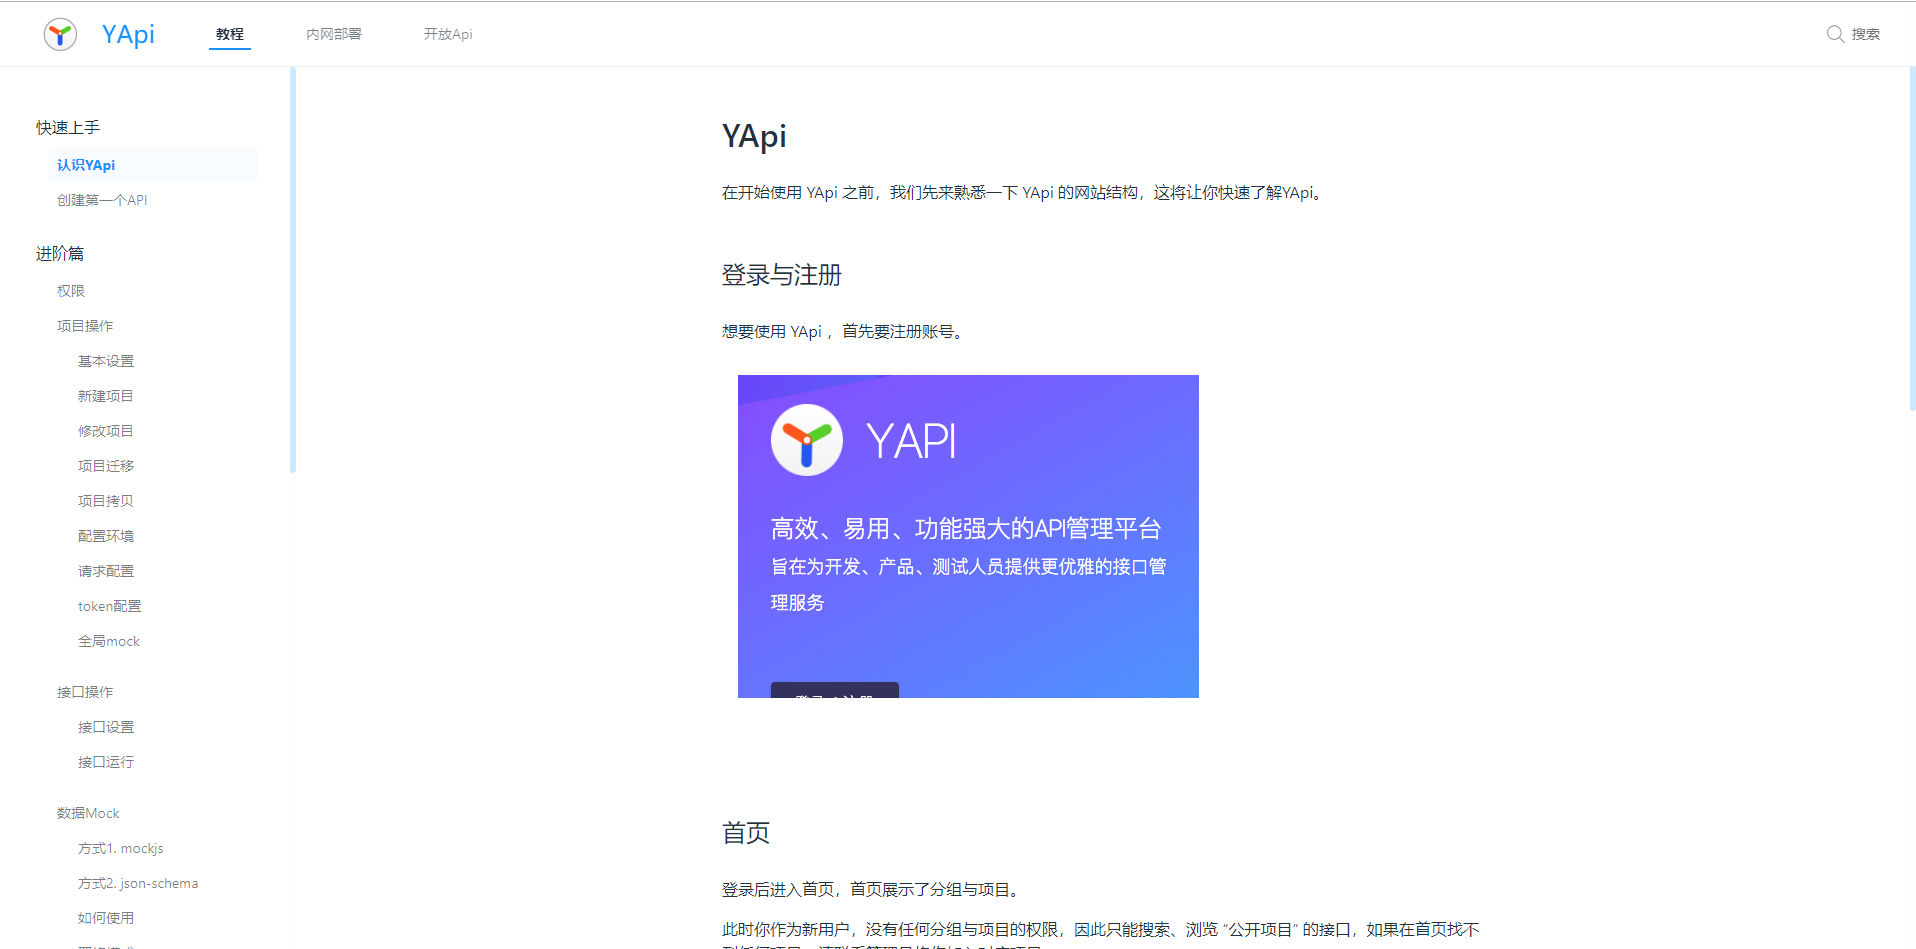 YApi
教程
内网部署
开放Api
搜索
快速上手
认识YApi
创建第一个API
进阶篇
权限
项目操作
基本设置
新建项目
修改项目
项目迁移
项目拷贝
配置环境
请求配置
token配置
全局mock
接口操作
接口设置
接口运行
数据Mock
方式1. mockjs
方式2. json-schema
如何使用
YApi
在开始使用 YApi 之前，我们先来熟悉一下 YApi 的网站结构，这将让你快速了解YApi。
登录与注册
想要使用 YApi ，首先要注册账号。
YAPI
高效、易用、功能强大的API管理平台
旨在为开发、产品、测试人员提供更优雅的接口管
理服务
首页
登录后进入首页，首页展示了分组与项目。
此时你作为新用户，没有任何分组与项目的权限，因此只能搜索、浏览 “公开项目” 的接口，如果在首页找不